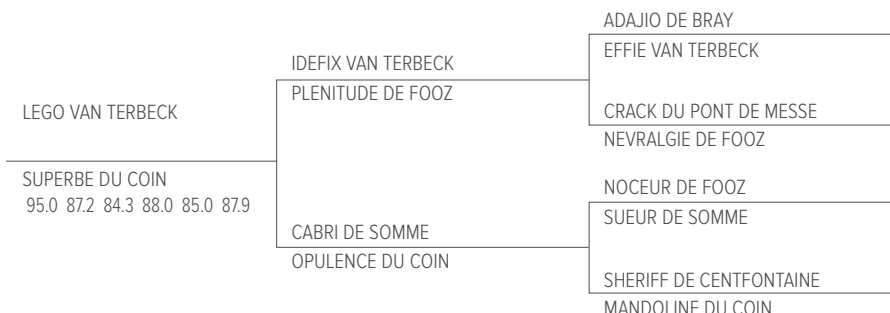 LEGO VAN TERBECK
SUPERBE DU COIN
95.0 87.2 84.3 88.0 85.0 87.9
IDEFIX VAN TERBECK
PLENITUDE DE FOOZ
CABRI DE SOMME
OPULENCE DU COIN
ADAJIO DE BRAY
EFFIE VAN TERBECK
CRACK DU PONT DE MESSE
NEVRALGIE DE FOOZ
NOCEUR DE FOOZ
SUEUR DE SOMME
SHERIFF DE CENTFONTAINE
MANDOLINE DU COIN